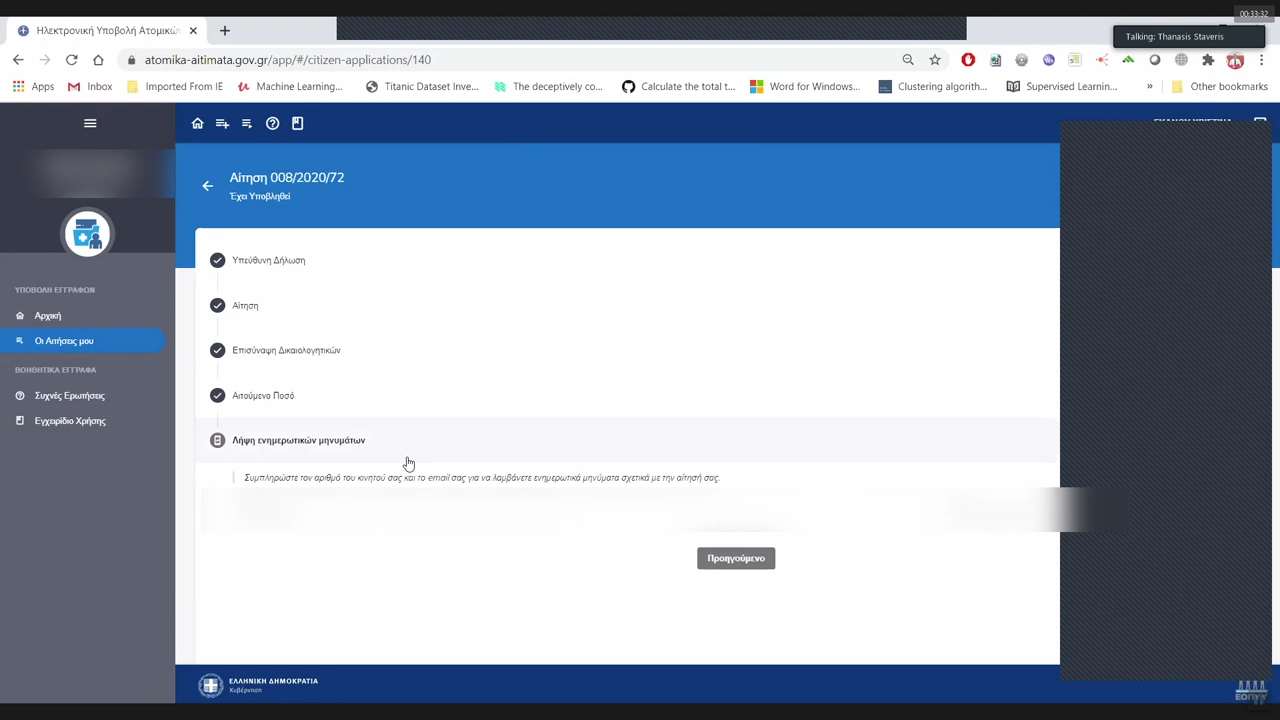 00:33:32
Ηλεκτρονική Υποβολή Ατομικών
Talking: Thanasis Staveris
atomika-aitimata.gov.gr/app/#/citizen-applications/140
Apps
Inbox
Imported From IE
Machine Learning...
Titanic Dataset Inve...
The deceptively co...
Calculate the total t...
Word for Windows...
Clustering algorith...
Supervised Learnin...
»
Other bookmarks
Αίτηση 008/2020/72
Έχει Υποβληθεί
ΥΠΟΒΟΛΗ ΕΓΓΡΑΦΩΝ
Αρχική
Οι Αιτήσεις μου
ΒΟΗΘΗΤΙΚΑ ΕΓΓΡΑΦΑ
Συχνές Ερωτήσεις
Εγχειρίδιο Χρήσης
Υπεύθυνη Δήλωση
Αίτηση
Επισύναψη Δικαιολογητικών
Αιτούμενο Ποσό
Λήψη ενημερωτικών μηνυμάτων
Συμπληρώστε τον αριθμό του κινητού σας και το email σας για να λαμβάνετε ενημερωτικά μηνύματα σχετικά με την αίτησή σας.
Προηγούμενο
ΕΛΛΗΝΙΚΗ ΔΗΜΟΚΡΑΤΙΑ
Κυβέρνηση
ΕΟΠΥΥ